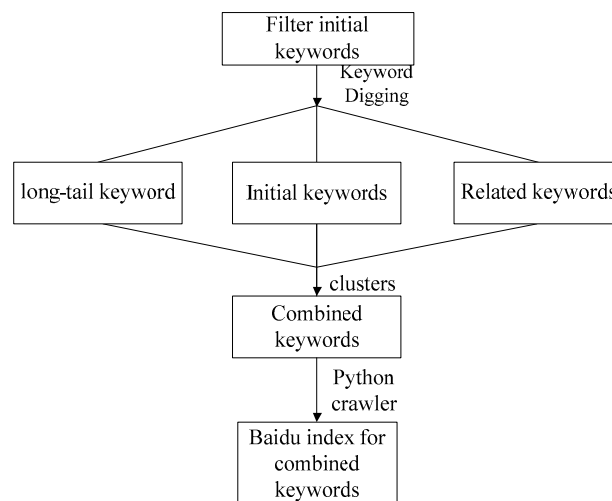 Filter initial
keywords
Keyword
Digging
long-tail keyword
Initial keywords
Related keywords
clusters
Combined
keywords
Python
crawler
Baidu index for
combined
keywords